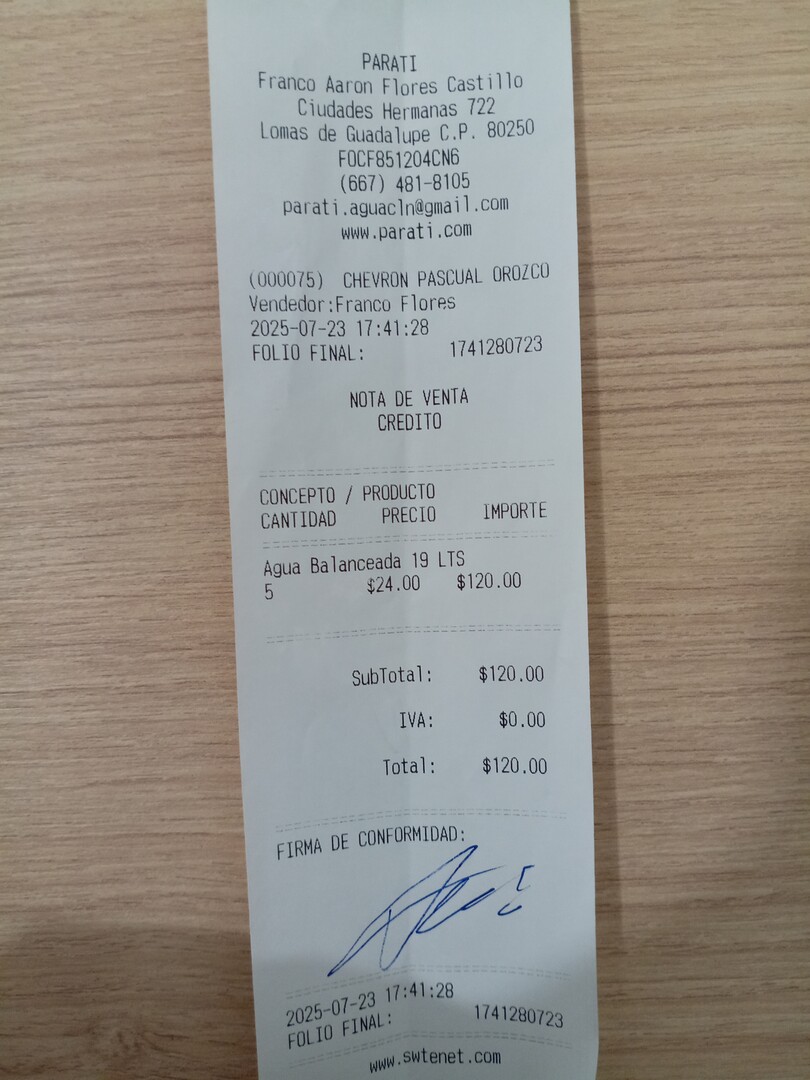 PARATI
Franco Aaron Flores Castillo
Ciudades Hermanas 722
Lomas de Guadalupe C.P. 80250
FOCF851204CN6
(667) 481-8105
parati.aguacln@gmail.com
www.parati.com
(000075) CHEVRON PASCUAL OROZCO
Vendedor:Franco Flores
2025-07-23 17:41:28
FOLIO FINAL: 1741280723
NOTA DE VENTA
CREDITO
CONCEPTO / PRODUCTO
CANTIDAD PRECIO IMPORTE
Agua Balanceada 19 LTS
5 $24.00 $120.00
SubTotal: $120.00
IVA: $0.00
Total: $120.00
FIRMA DE CONFORMIDAD:
2025-07-23 17:41:28
FOLIO FINAL: 1741280723
www.swtenet.com